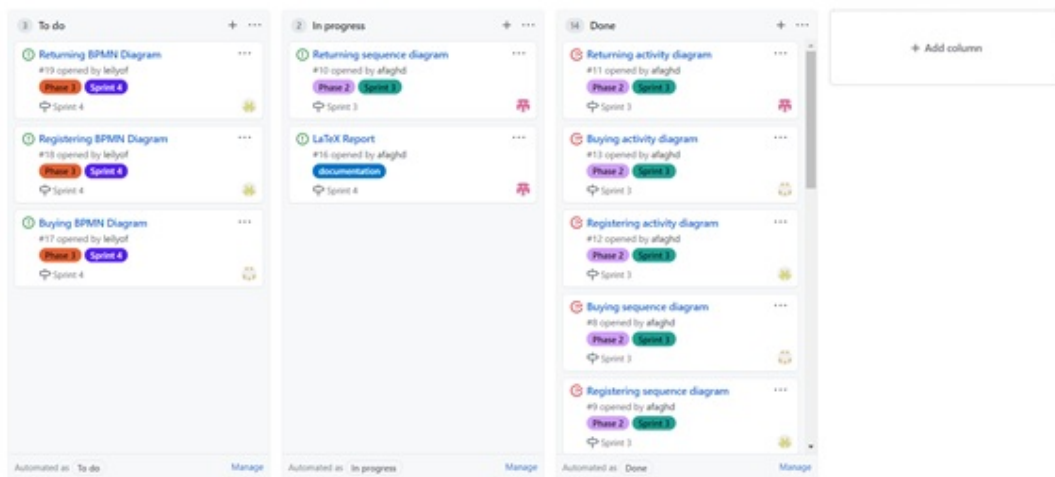 3 To do
Returning BPMN Diagram
#19 opened by leilyof
Phase 3 Sprint 4
Sprint 4
Registering BPMN Diagram
#18 opened by leilyof
Phase 3 Sprint 4
Sprint 4
Buying BPMN Diagram
#17 opened by leilyof
Phase 3 Sprint 4
Sprint 4
Automated as To do Manage
2 In progress
Returning sequence diagram
#10 opened by afaghd
Phase 2 Sprint 3
Sprint 3
LaTeX Report
#16 opened by afaghd
documentation
Sprint 4
Automated as In progress Manage
14 Done
Returning activity diagram
#11 opened by afaghd
Phase 2 Sprint 3
Sprint 3
Buying activity diagram
#13 opened by afaghd
Phase 2 Sprint 3
Sprint 3
Registering activity diagram
#12 opened by afaghd
Phase 2 Sprint 3
Sprint 3
Buying sequence diagram
#8 opened by afaghd
Phase 2 Sprint 3
Sprint 3
Registering sequence diagram
#9 opened by afaghd
Phase 2 Sprint 3
Sprint 3
Automated as Done Manage
+ Add column